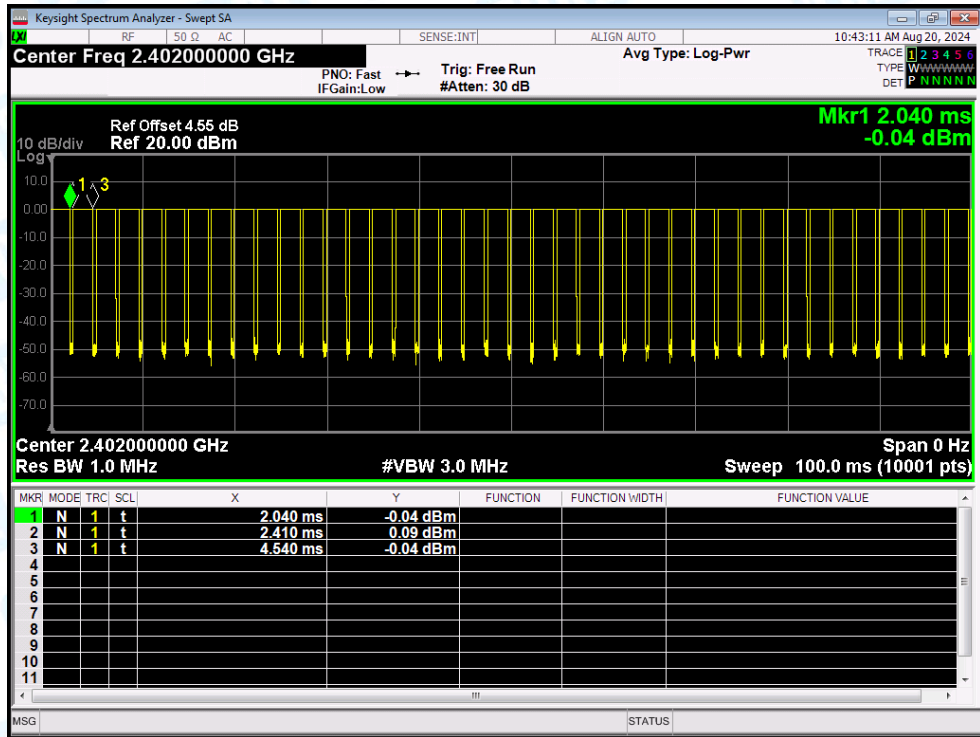 Keysight Spectrum Analyzer - Swept SA
LXI RF 50 Ω AC SENSE:INT ALIGN AUTO 10:43:11 AM Aug 20, 2024
Center Freq 2.402000000 GHz
PNO: Fast
IFGain:Low
Trig: Free Run
#Atten: 30 dB
Avg Type: Log-Pwr
TRACE 1 2 3 4 5 6
TYPE WWWWWW
DET P N N N N N
Mkr1 2.040 ms
-0.04 dBm
10 dB/div
Log
Ref Offset 4.55 dB
Ref 20.00 dBm
10.0
0.00
-10.0
-20.0
-30.0
-40.0
-50.0
-60.0
-70.0
1 3
Center 2.402000000 GHz Span 0 Hz
Res BW 1.0 MHz #VBW 3.0 MHz Sweep 100.0 ms (10001 pts)
MKR MODE TRC SCL X Y FUNCTION FUNCTION WIDTH FUNCTION VALUE
1 N 1 t 2.040 ms -0.04 dBm
2 N 1 t 2.410 ms 0.09 dBm
3 N 1 t 4.540 ms -0.04 dBm
4
5
6
7
8
9
10
11
MSG STATUS